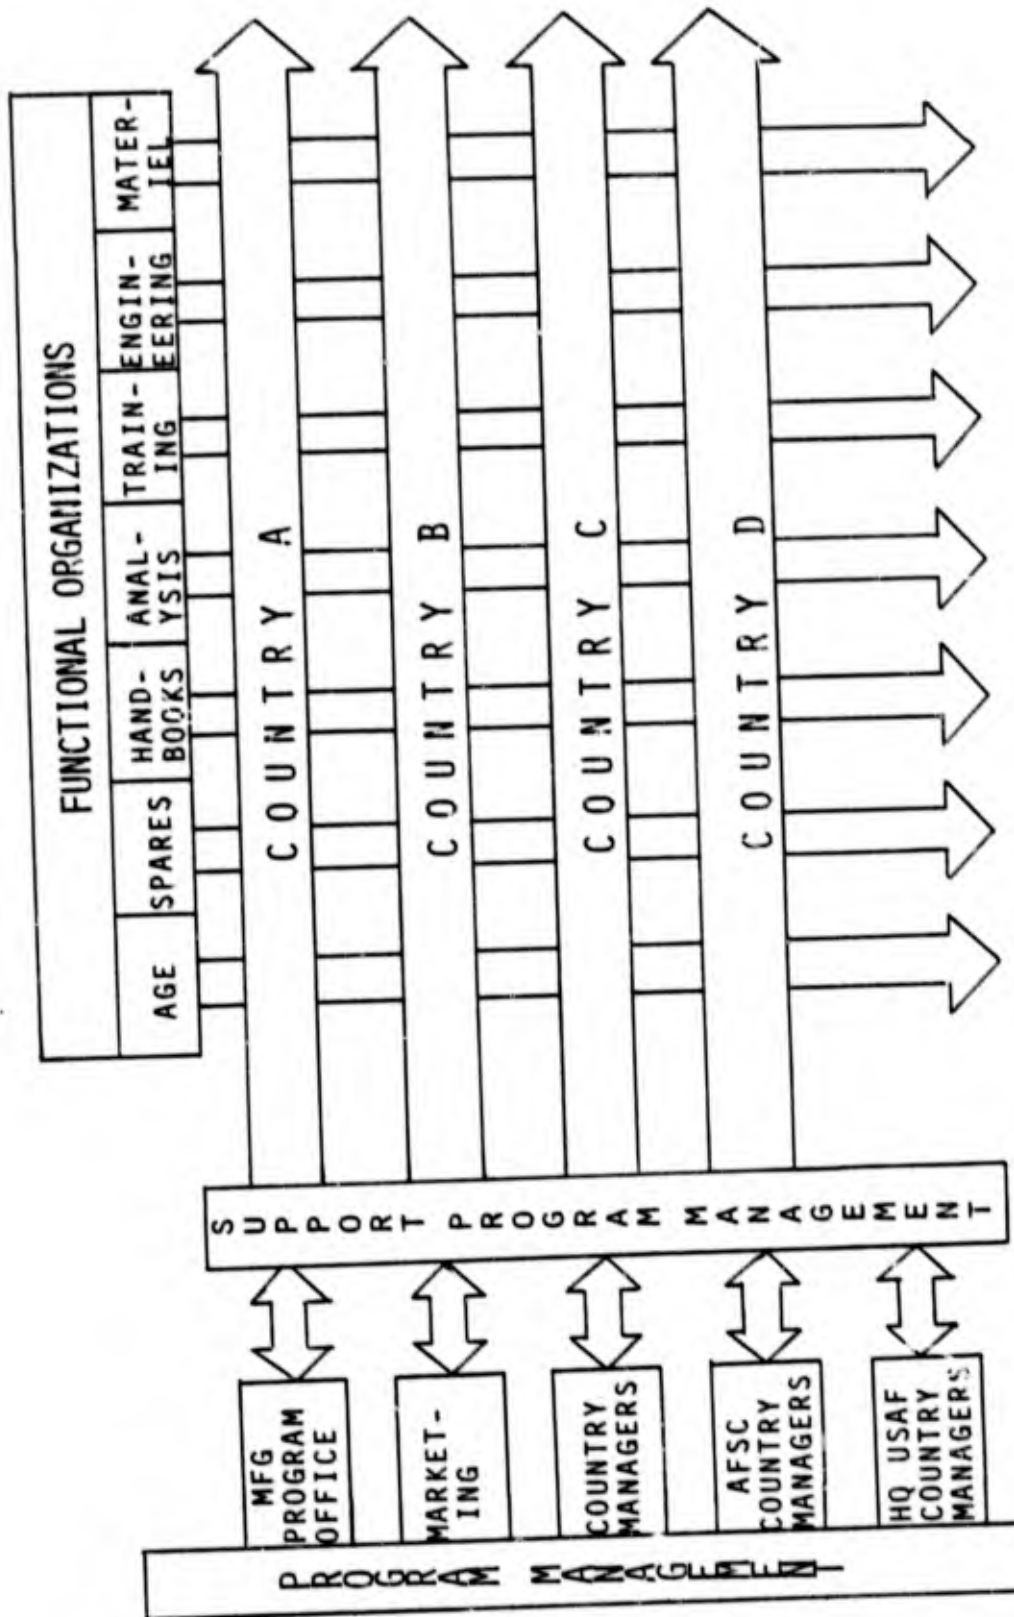 FUNCTIONAL ORGANIZATIONS
AGE
SPARES
HAND-
BOOKS
ANAL-
YSIS
TRAIN-
ING
ENGIN-
EERING
MATER-
IEL
COUNTRY A
COUNTRY B
COUNTRY C
COUNTRY D
SUPPORT PROGRAM MANAGEMENT
MFG
PROGRAM
OFFICE
MARKET-
ING
COUNTRY
MANAGERS
AFSC
COUNTRY
MANAGERS
HQ USAF
COUNTRY
MANAGERS
PROGRAM MANAGEMENT